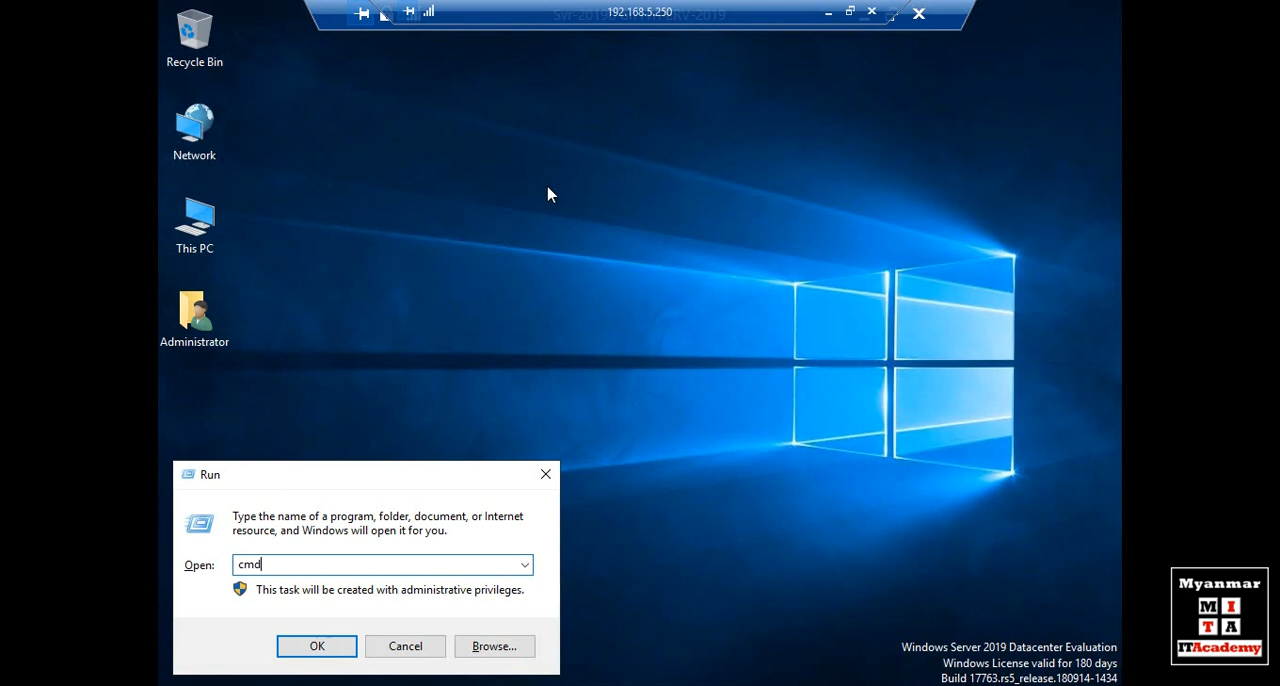 192.168.5.250
Recycle Bin
Network
This PC
Administrator
Run
Type the name of a program, folder, document, or Internet
resource, and Windows will open it for you.
Open:
cmd
This task will be created with administrative privileges.
OK
Cancel
Browse...
Windows Server 2019 Datacenter Evaluation
Windows License valid for 180 days
Build 17763.rs5_release.180914-1434
Myanmar
M I
T A
ITAcademy